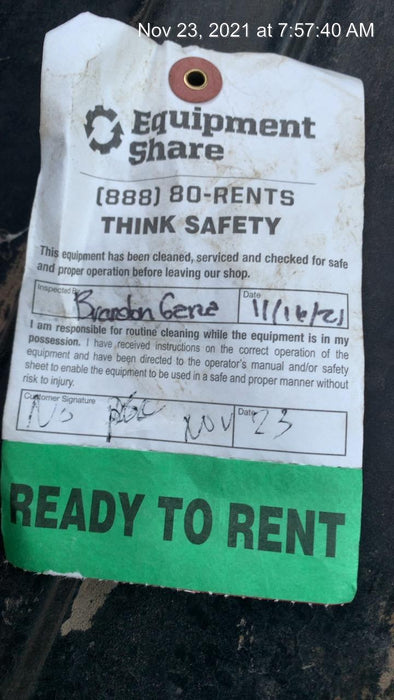 Nov 23, 2021 at 7:57:40 AM
Equipment
Share
(888) 80-RENTS
THINK SAFETY
This equipment has been cleaned, serviced and checked for safe
and proper operation before leaving our shop.
Inspected By Date
Brandon 11/16/21
I am responsible for routine cleaning while the equipment is in my
possession. I have received instructions on the correct operation of the
equipment and have been directed to the operator's manual and/or safety
sheet to enable the equipment to be used in a safe and proper manner without
risk to injury.
Customer Signature Date
No NOV 23
READY TO RENT